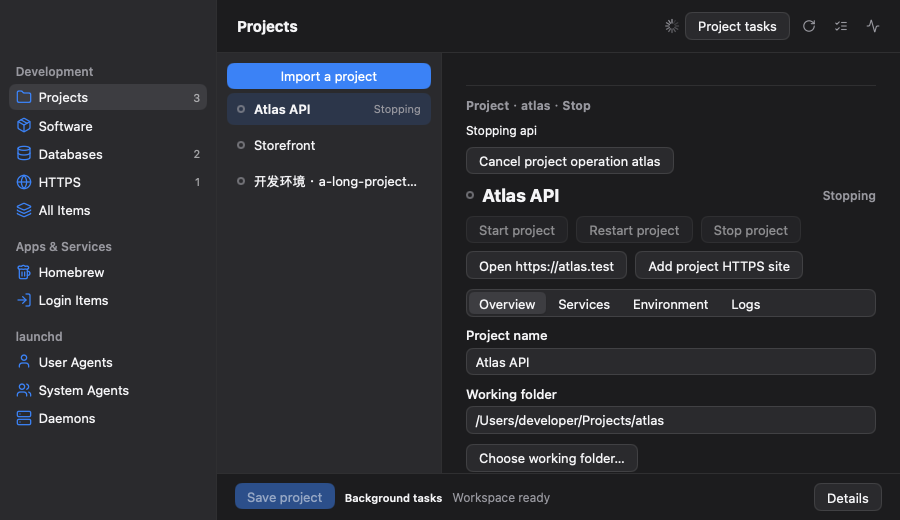 Projects
Project tasks
Development
Projects 3
Software
Databases 2
HTTPS 1
All Items
Apps & Services
Homebrew
Login Items
launchd
User Agents
System Agents
Daemons
Import a project
Atlas API Stopping
Storefront
开发环境 · a-long-project...
Project · atlas · Stop
Stopping api
Cancel project operation atlas
Atlas API Stopping
Start project Restart project Stop project
Open https://atlas.test Add project HTTPS site
Overview Services Environment Logs
Project name
Atlas API
Working folder
/Users/developer/Projects/atlas
Choose working folder...
Save project Background tasks Workspace ready Details